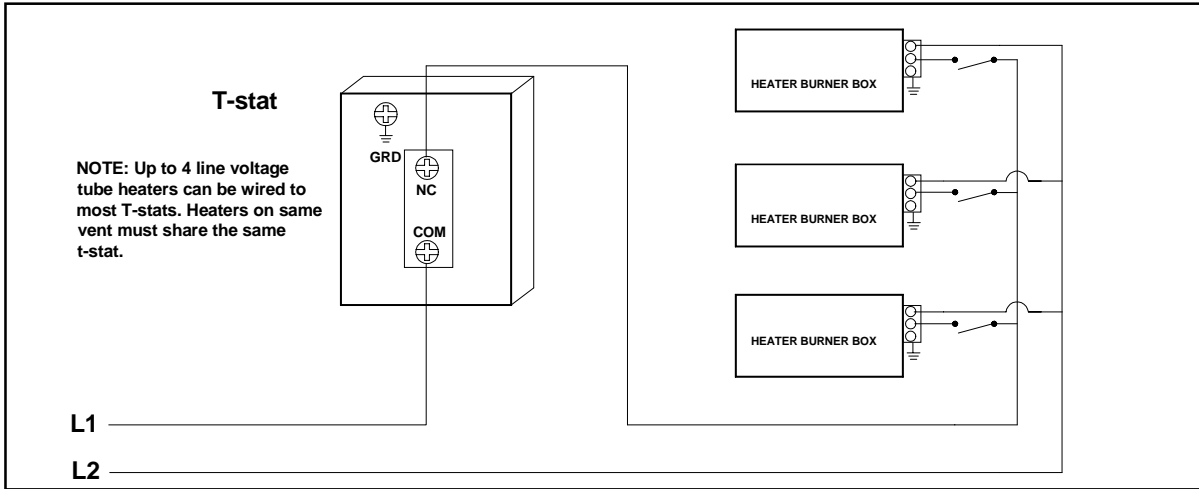 T-stat
NOTE: Up to 4 line voltage
tube heaters can be wired to
most T-stats. Heaters on same
vent must share the same
t-stat.
GRD
NC
COM
HEATER BURNER BOX
HEATER BURNER BOX
HEATER BURNER BOX
L1
L2